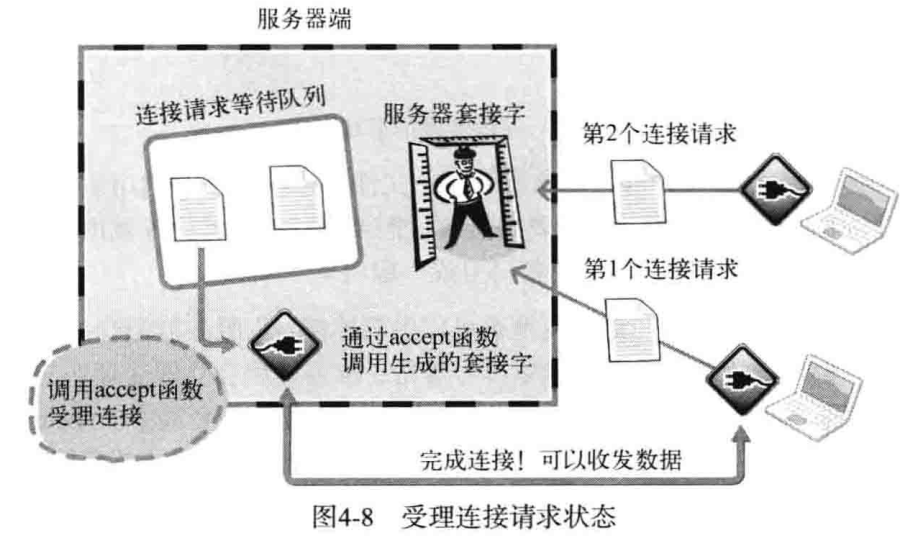 服务器端
连接请求等待队列
服务器套接字
第2个连接请求
第1个连接请求
通过accept函数
调用生成的套接字
调用accept函数
受理连接
完成连接！可以收发数据
图4-8 受理连接请求状态